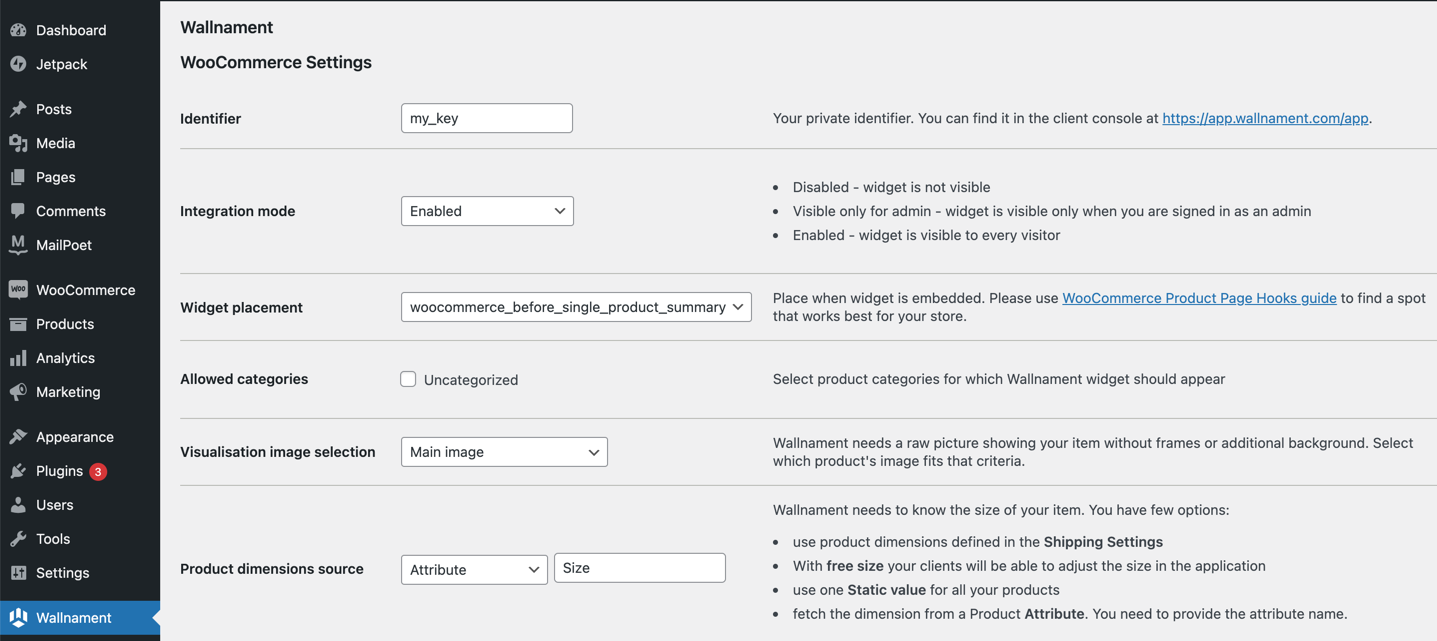 Dashboard
Jetpack
Posts
Media
Pages
Comments
MailPoet
WooCommerce
Products
Analytics
Marketing
Appearance
Plugins 3
Users
Tools
Settings
Wallnament
Wallnament
WooCommerce Settings
Identifier
my_key
Your private identifier. You can find it in the client console at https://app.wallnament.com/app.
Integration mode
Enabled
• Disabled - widget is not visible
• Visible only for admin - widget is visible only when you are signed in as an admin
• Enabled - widget is visible to every visitor
Widget placement
woocommerce_before_single_product_summary
Place when widget is embedded. Please use WooCommerce Product Page Hooks guide to find a spot
that works best for your store.
Allowed categories
Uncategorized
Select product categories for which Wallnament widget should appear
Visualisation image selection
Main image
Wallnament needs a raw picture showing your item without frames or additional background. Select
which product's image fits that criteria.
Product dimensions source
Attribute
Size
Wallnament needs to know the size of your item. You have few options:
• use product dimensions defined in the Shipping Settings
• With free size your clients will be able to adjust the size in the application
• use one Static value for all your products
• fetch the dimension from a Product Attribute. You need to provide the attribute name.